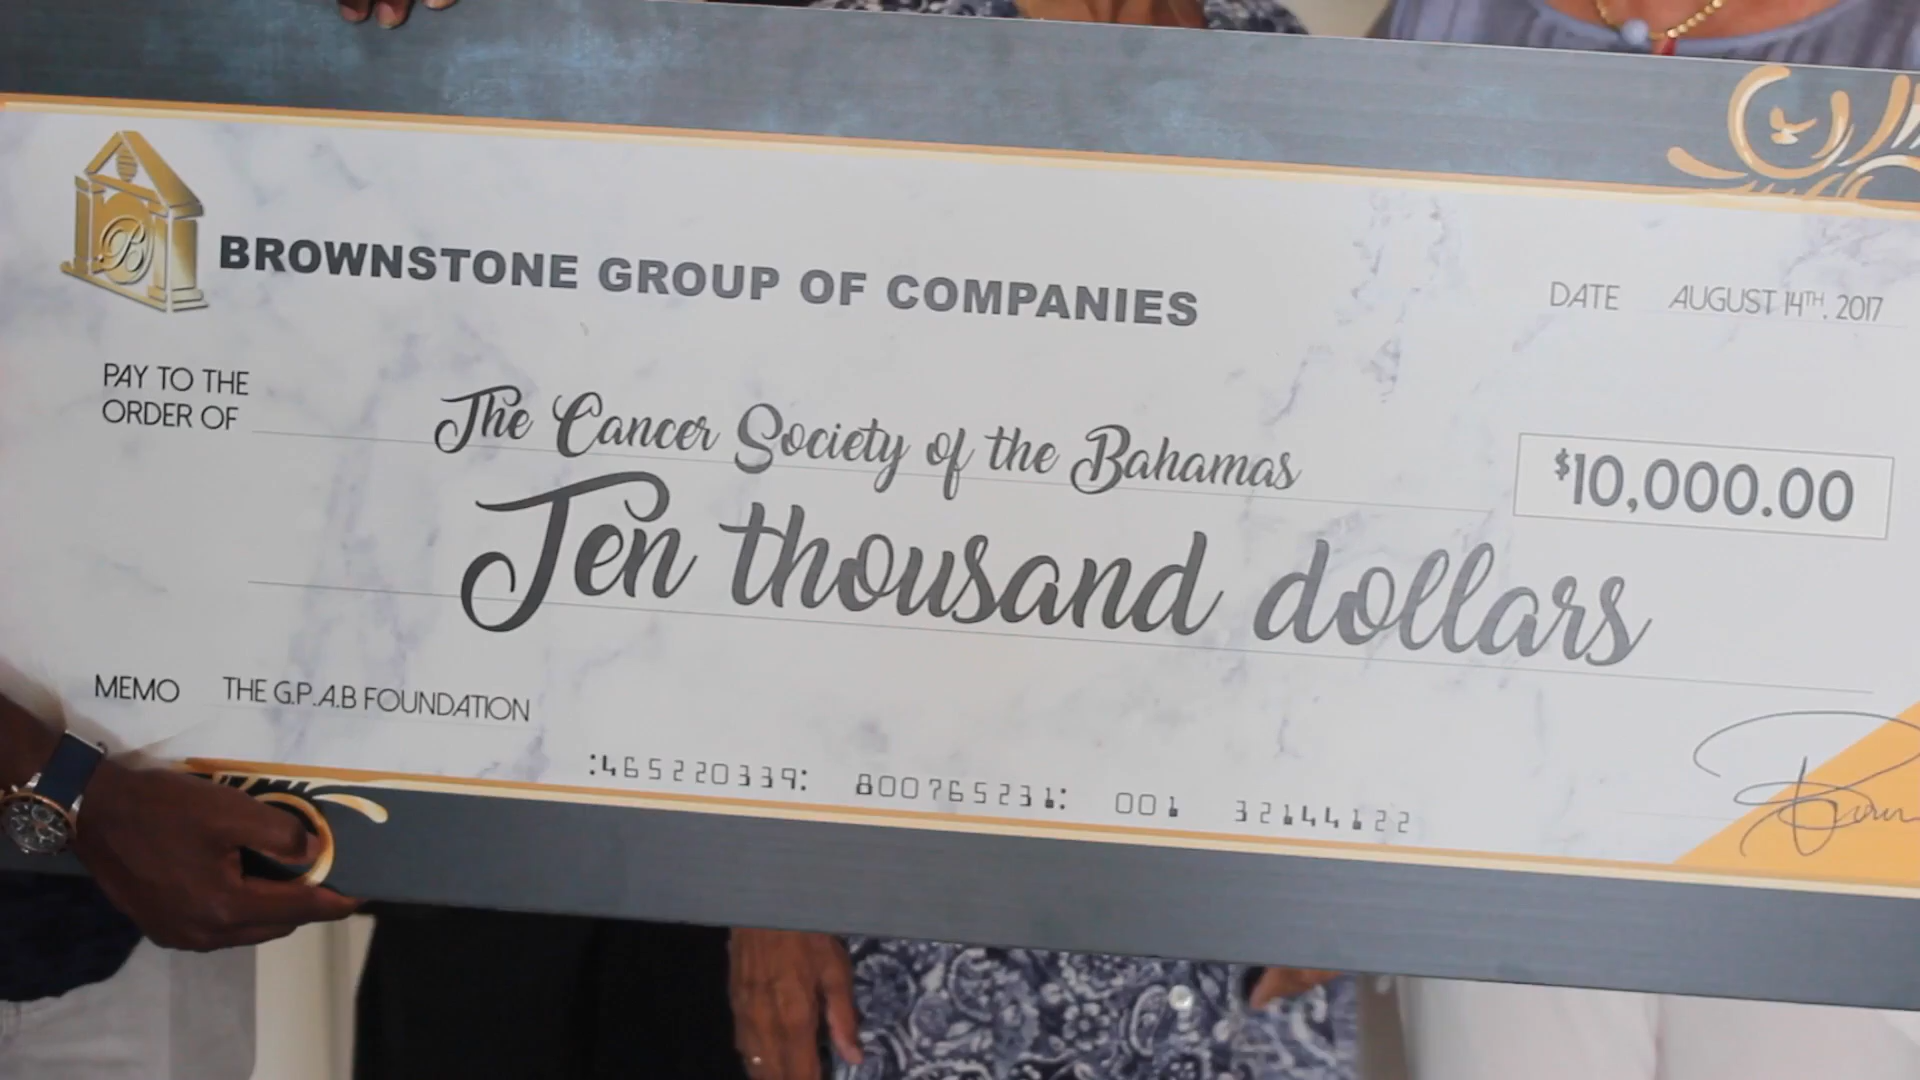 B
BROWNSTONE GROUP OF COMPANIES
DATE AUGUST 14TH, 2017
PAY TO THE
ORDER OF
The Cancer Society of the Bahamas
$10,000.00
Ten thousand dollars
MEMO THE G.P.A.B FOUNDATION
:465220339: 800765231: 001 32144122